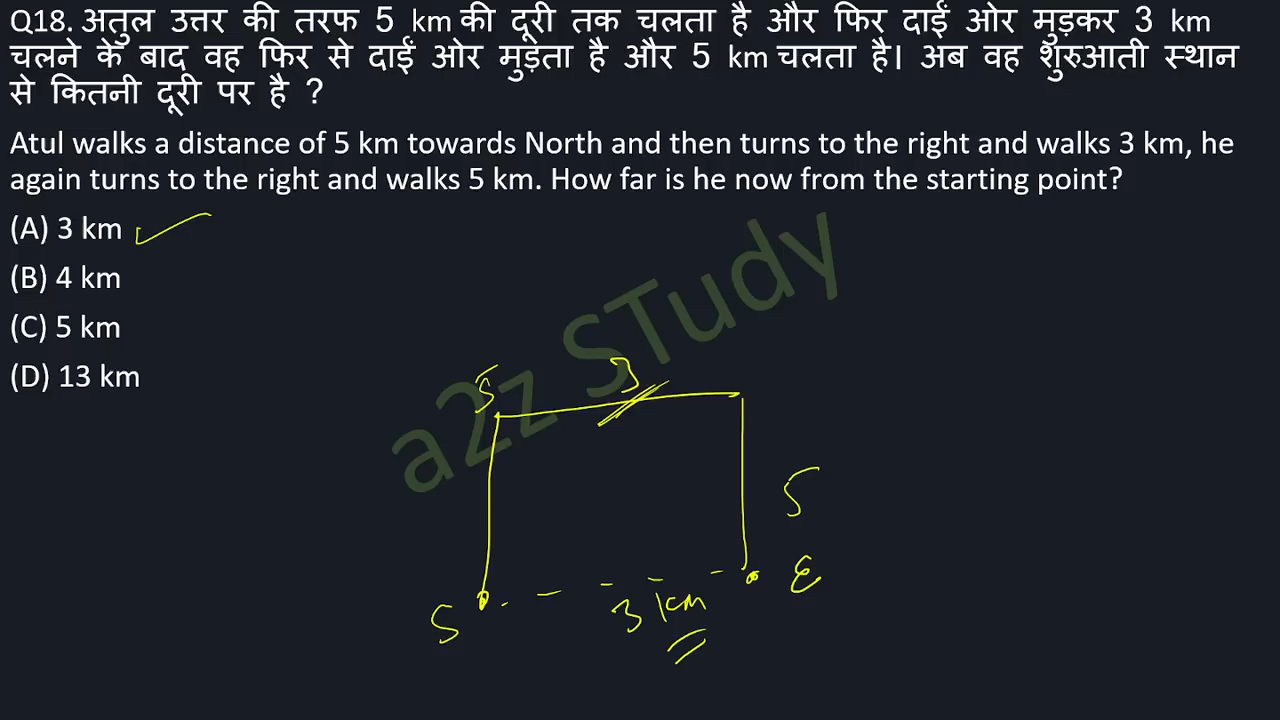 Q18. अतुल उत्तर की तरफ 5 km की दूरी तक चलता है और फिर दाईं ओर मुड़कर 3 km
चलने के बाद वह फिर से दाईं ओर मुड़ता है और 5 km चलता है। अब वह शुरुआती स्थान
से कितनी दूरी पर है ?
Atul walks a distance of 5 km towards North and then turns to the right and walks 3 km, he
again turns to the right and walks 5 km. How far is he now from the starting point?
(A) 3 km
(B) 4 km
(C) 5 km
(D) 13 km
a2z STudy
5 3
5
S 3 km E